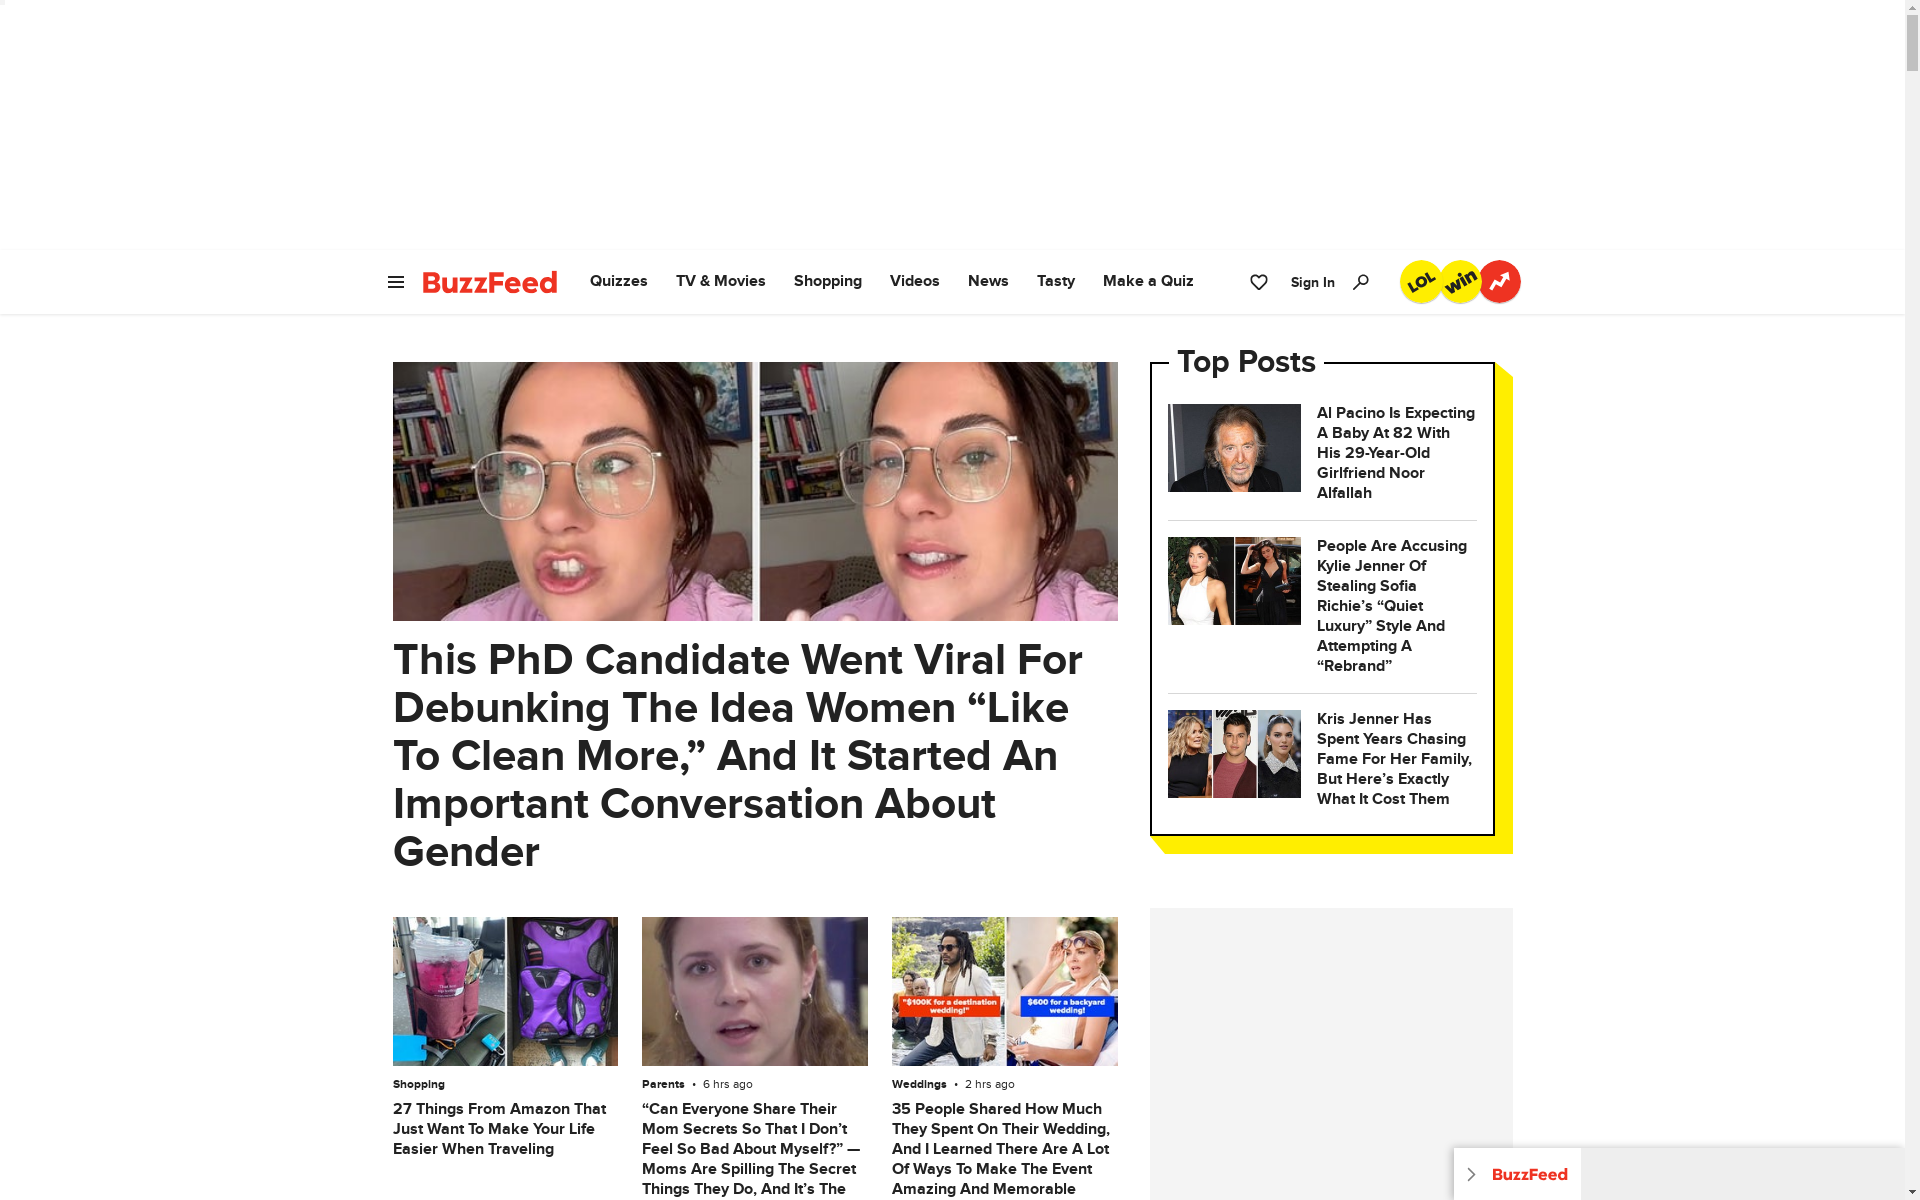 BuzzFeed
Quizzes
TV & Movies
Shopping
Videos
News
Tasty
Make a Quiz
Sign In
LOL
win
Top Posts
Al Pacino Is Expecting
A Baby At 82 With
His 29-Year-Old
Girlfriend Noor
Alfallah
People Are Accusing
Kylie Jenner Of
Stealing Sofia
Richie’s “Quiet
Luxury” Style And
Attempting A
“Rebrand”
Kris Jenner Has
Spent Years Chasing
Fame For Her Family,
But Here’s Exactly
What It Cost Them
This PhD Candidate Went Viral For
Debunking The Idea Women “Like
To Clean More,” And It Started An
Important Conversation About
Gender
Shopping
27 Things From Amazon That
Just Want To Make Your Life
Easier When Traveling
Parents • 6 hrs ago
“Can Everyone Share Their
Mom Secrets So That I Don’t
Feel So Bad About Myself?” —
Moms Are Spilling The Secret
Things They Do, And It’s The
"$100K for a destination
wedding!"
$600 for a backyard
wedding!
Weddings • 2 hrs ago
35 People Shared How Much
They Spent On Their Wedding,
And I Learned There Are A Lot
Of Ways To Make The Event
Amazing And Memorable
BuzzFeed